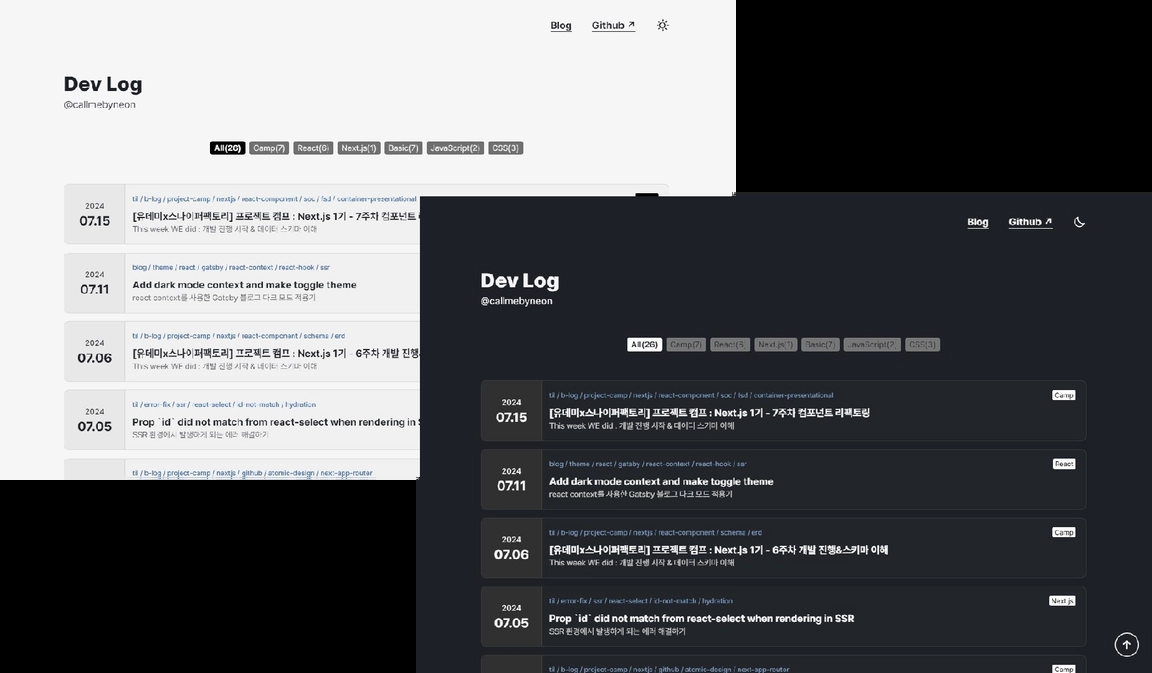 Blog
Github ↗
Dev Log
@callmebyneon
All(26)
Camp(7)
React(6)
Next.js(1)
Basic(7)
JavaScript(2)
CSS(3)
2024
07.15
til / b-log / project-camp / nextjs / react-component / soc / fsd / container-presentational
[유데미x스나이퍼팩토리] 프로젝트 캠프 : Next.js 1기 - 7주차 컴포넌트
This week WE did : 개발 진행 시작 & 데이터 스키마 이해
2024
07.11
blog / theme / react / gatsby / react-context / react-hook / ssr
Add dark mode context and make toggle theme
react context를 사용한 Gatsby 블로그 다크 모드 적용기
2024
07.06
til / b-log / project-camp / nextjs / react-component / schema / erd
[유데미x스나이퍼팩토리] 프로젝트 캠프 : Next.js 1기 - 6주차 개발 진행
This week WE did : 개발 진행 시작 & 데이터 스키마 이해
2024
07.05
til / error-fix / ssr / react-select / id-not-match / hydration
Prop `id` did not match from react-select when rendering in S
SSR 환경에서 발생하게 되는 에러 해결하기
til / b-log / project-camp / nextjs / github / atomic-design / next-app-router
Blog
Github ↗
Dev Log
@callmebyneon
All(26)
Camp(7)
React(6)
Next.js(1)
Basic(7)
JavaScript(2)
CSS(3)
2024
07.15
til / b-log / project-camp / nextjs / react-component / soc / fsd / container-presentational
Camp
[유데미x스나이퍼팩토리] 프로젝트 캠프 : Next.js 1기 - 7주차 컴포넌트 리팩토링
This week WE did : 개발 진행 시작 & 데이터 스키마 이해
2024
07.11
blog / theme / react / gatsby / react-context / react-hook / ssr
React
Add dark mode context and make toggle theme
react context를 사용한 Gatsby 블로그 다크 모드 적용기
2024
07.06
til / b-log / project-camp / nextjs / react-component / schema / erd
Camp
[유데미x스나이퍼팩토리] 프로젝트 캠프 : Next.js 1기 - 6주차 개발 진행&스키마 이해
This week WE did : 개발 진행 시작 & 데이터 스키마 이해
2024
07.05
til / error-fix / ssr / react-select / id-not-match / hydration
Next.js
Prop `id` did not match from react-select when rendering in SSR
SSR 환경에서 발생하게 되는 에러 해결하기
til / b-log / project-camp / nextjs / github / atomic-design / next-app-router
Camp